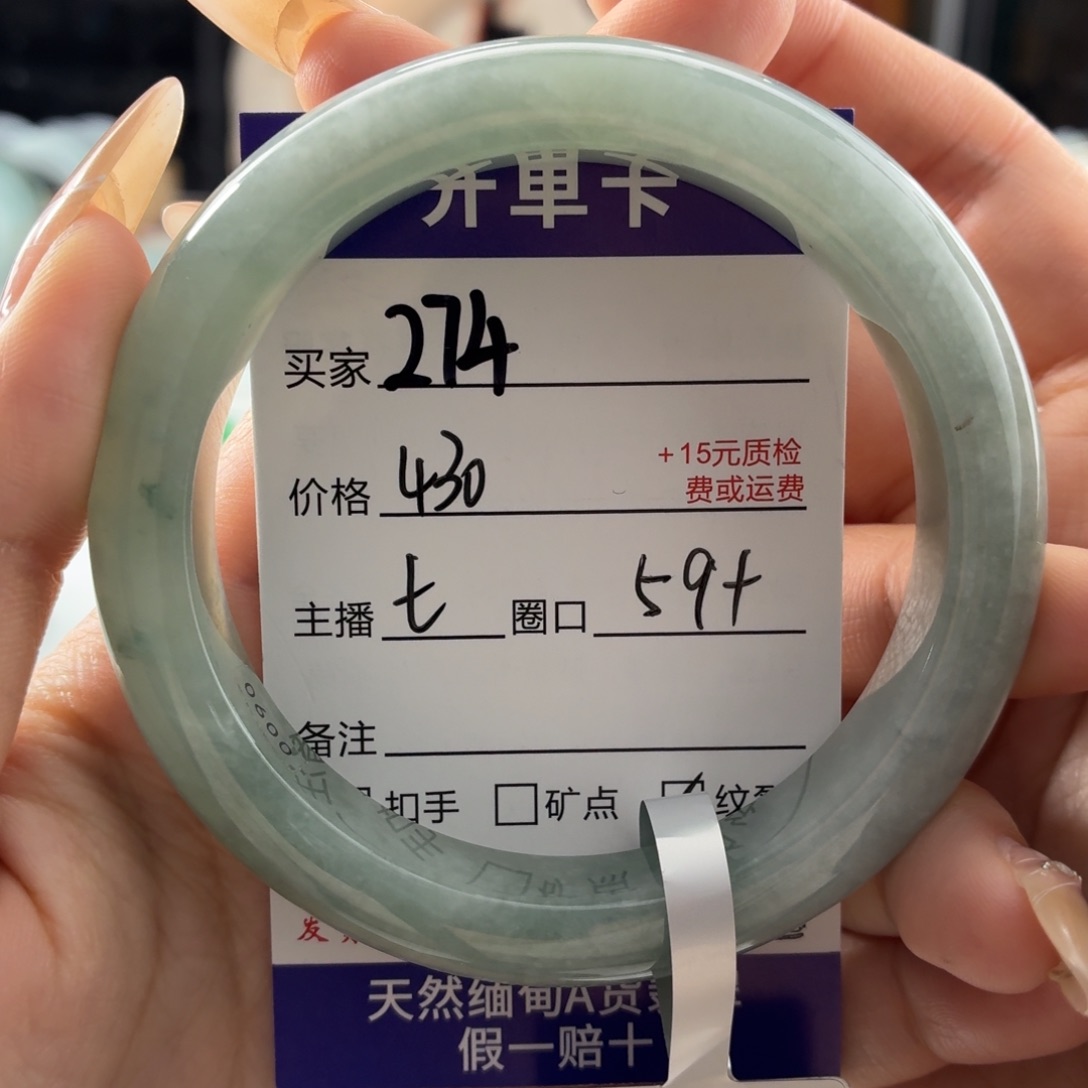 开单卡
买家 274
价格 430 +15元质检
费或运费
主播 七 圈口 59+
备注
扣手 矿点 纹裂
发
天然缅甸A货
假一赔十